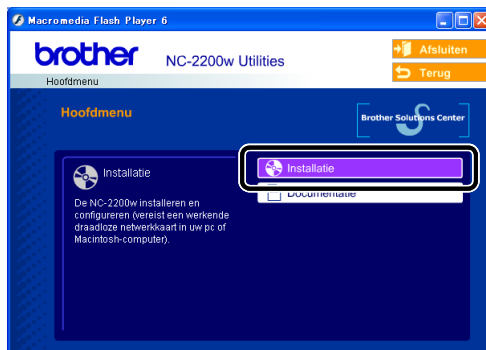 Macromedia Flash Player 6
brother
NC-2200w Utilities
Afsluiten
Terug
Hoofdmenu
Hoofdmenu
Brother Solutions Center
Installatie
De NC-2200w installeren en
configureren (vereist een werkende
draadloze netwerkkaart in uw pc of
Macintosh-computer).
Installatie
Documentatie